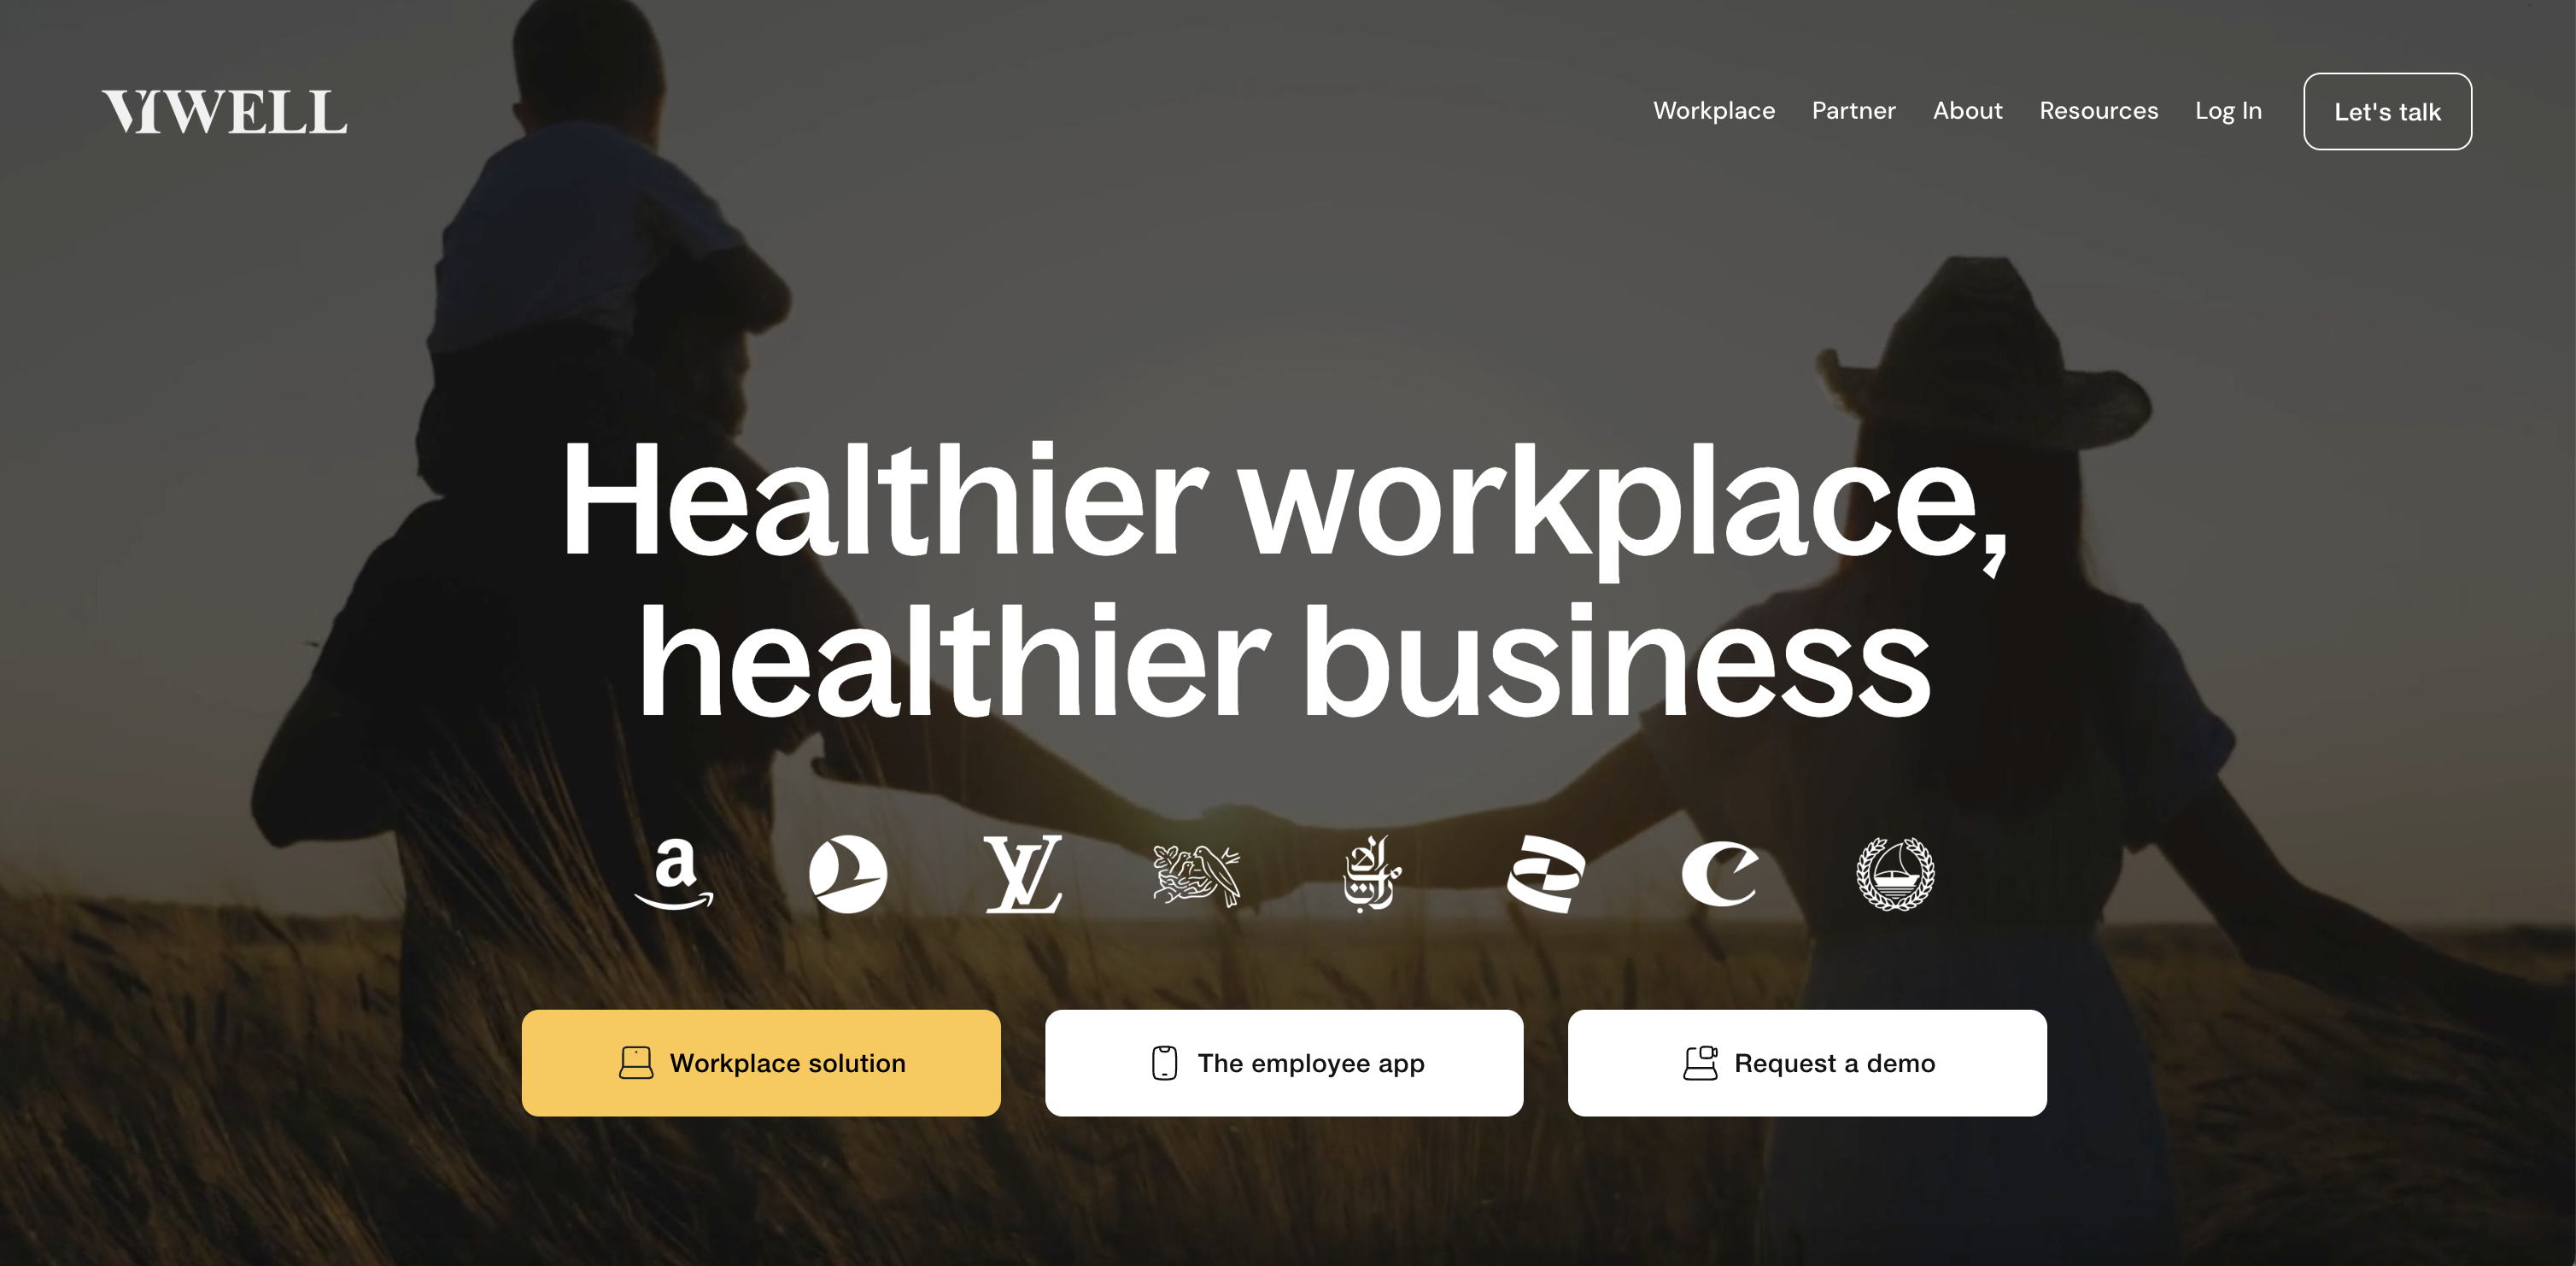 VIWELL
Workplace Partner About Resources Log In Let's talk
Healthier workplace,
healthier business
a LV
Workplace solution The employee app Request a demo